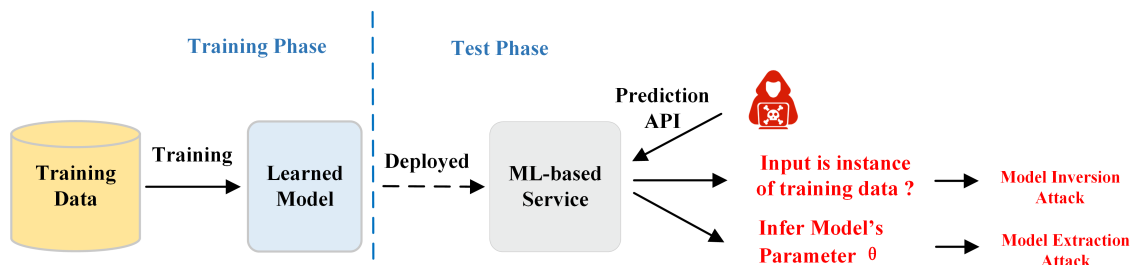 Training Phase
Test Phase
Training
Data
Training
Learned
Model
Deployed
ML-based
Service
Prediction
API
Input is instance
of training data ?
Model Inversion
Attack
Infer Model's
Parameter θ
Model Extraction
Attack